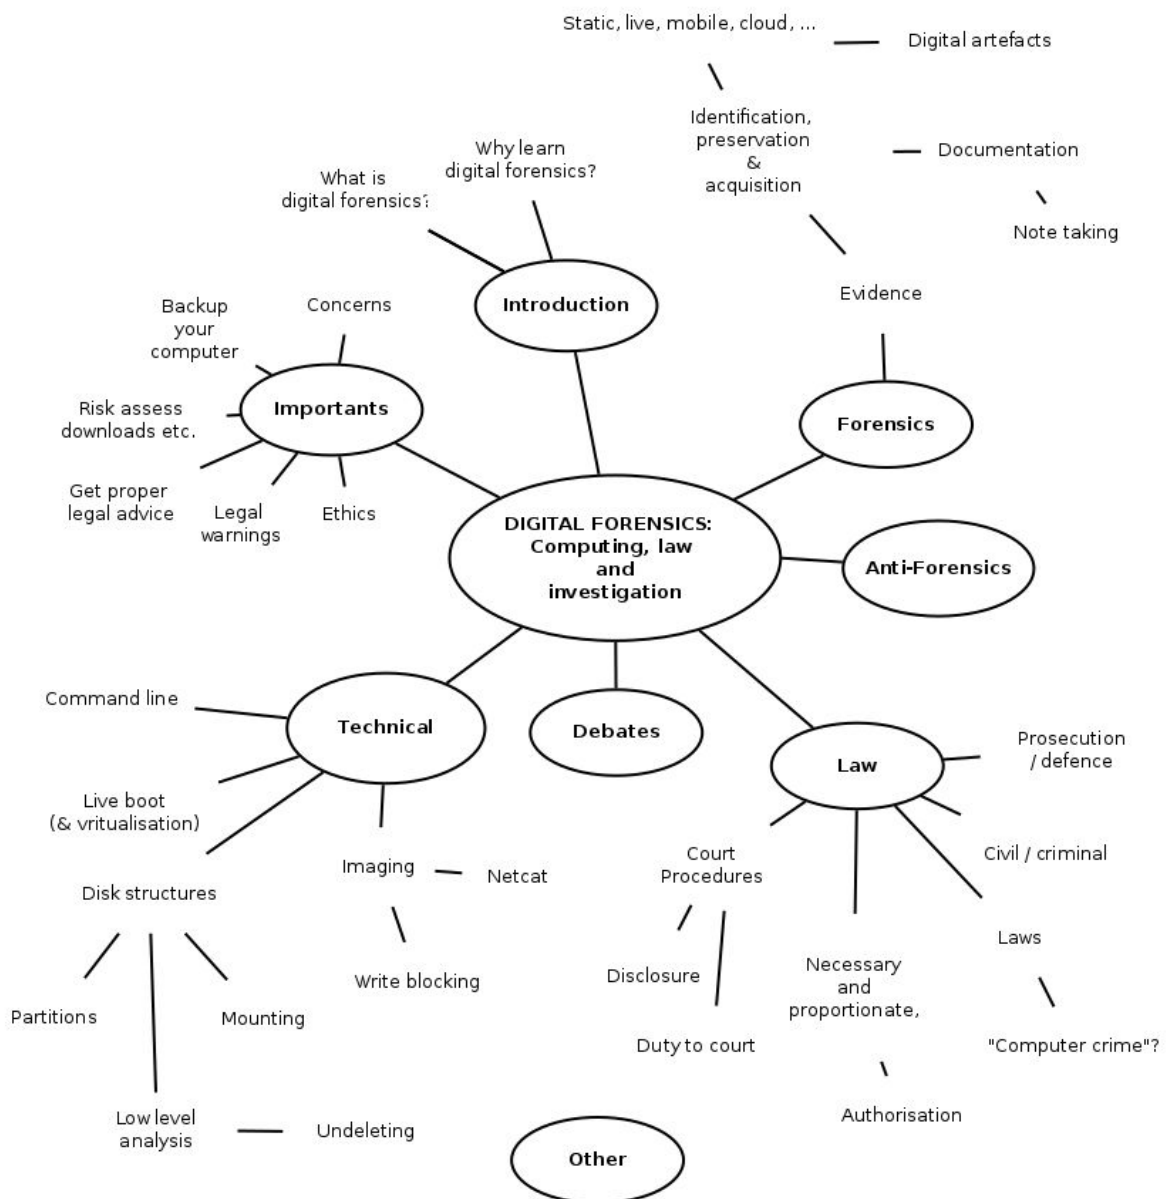 Static, live, mobile, cloud, ...
Digital artefacts
Identification,
preservation
&
acquisition
Documentation
Note taking
Why learn
digital forensics?
What is
digital forensics?
Evidence
Introduction
Backup
your
computer
Concerns
Importants
Risk assess
downloads etc.
Forensics
Get proper
legal advice
Legal
warnings
Ethics
DIGITAL FORENSICS:
Computing, law
and
investigation
Anti-Forensics
Command line
Technical
Debates
Law
Prosecution
/ defence
Live boot
(& vritualisation)
Civil / criminal
Court
Procedures
Imaging
Netcat
Disk structures
Laws
Write blocking
Disclosure
Necessary
and
proportionate,
Partitions
Mounting
Duty to court
"Computer crime"?
Low level
analysis
Undeleting
Authorisation
Other